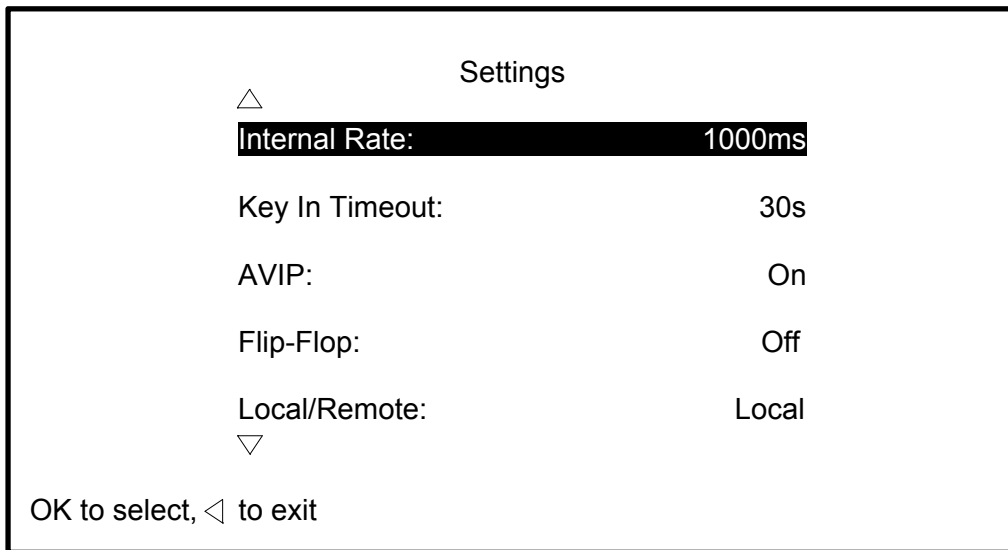 Settings
Internal Rate: 1000ms
Key In Timeout: 30s
AVIP: On
Flip-Flop: Off
Local/Remote: Local
OK to select, ◁ to exit